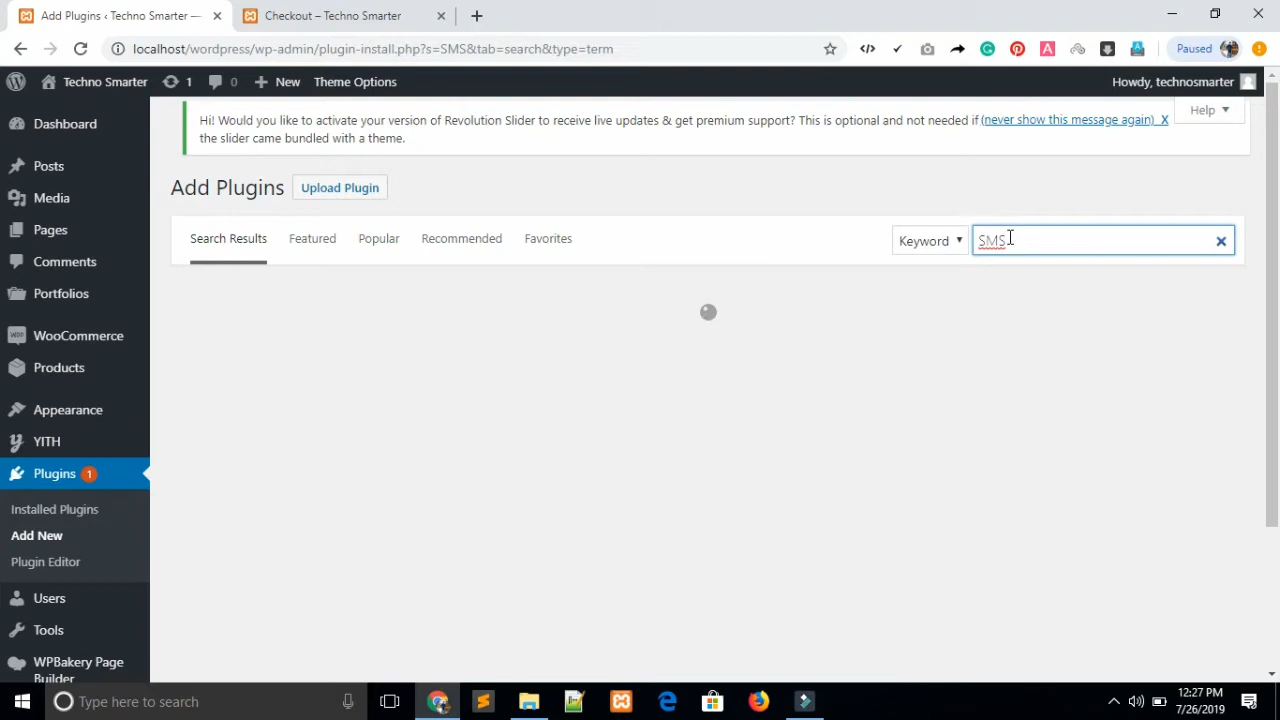 Add Plugins ‹ Techno Smarter —
Checkout – Techno Smarter
localhost/wordpress/wp-admin/plugin-install.php?s=SMS&tab=search&type=term
Paused
Techno Smarter
1
0
New
Theme Options
Howdy, technosmarter
Help
Hi! Would you like to activate your version of Revolution Slider to receive live updates & get premium support? This is optional and not needed if (never show this message again) X
the slider came bundled with a theme.
Add Plugins
Upload Plugin
Search Results
Featured
Popular
Recommended
Favorites
Keyword
SMS
Dashboard
Posts
Media
Pages
Comments
Portfolios
WooCommerce
Products
Appearance
YITH
Plugins 1
Installed Plugins
Add New
Plugin Editor
Users
Tools
WPBakery Page
Builder
Type here to search
12:27 PM
7/26/2019